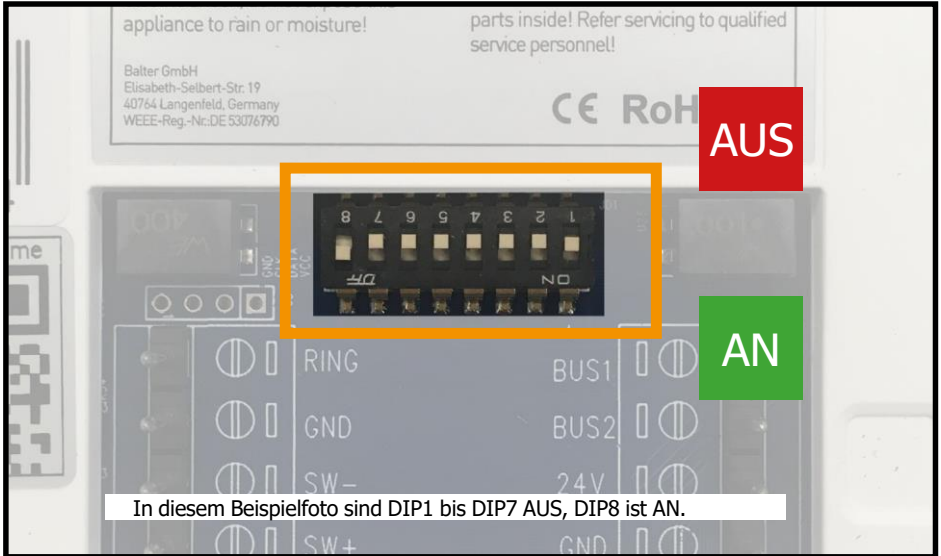 appliance to rain or moisture!
parts inside! Refer servicing to qualified
service personnel!
Balter GmbH
Elisabeth-Selbert-Str. 19
40764 Langenfeld, Germany
WEEE-Reg.-Nr.:DE 53076790
CE RoH
AUS
me
8 7 6 5 4 3 2 1
ON
GND
VCC
AN
RING
BUS1
GND
BUS2
SW-
24V
In diesem Beispielfoto sind DIP1 bis DIP7 AUS, DIP8 ist AN.
SW+
GND